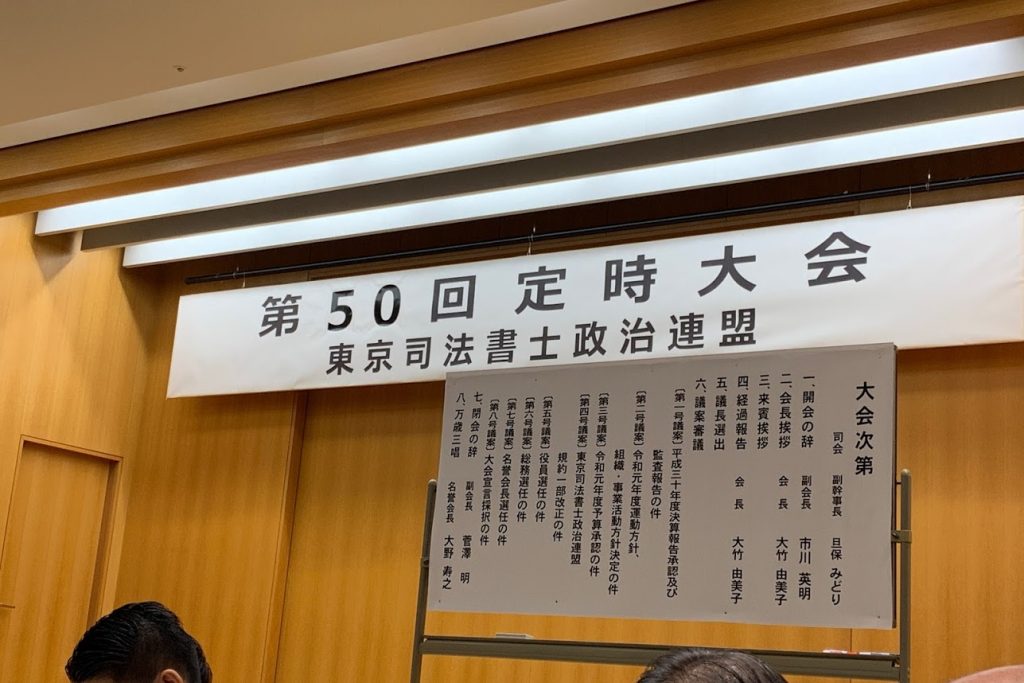 第50回定時大会
東京司法書士政治連盟
大会次第
司会 副幹事長 旦保 みどり
一、開会の辞 副会長 市川 英明
二、会長挨拶 会長 大竹 由美子
三、来賓挨拶
四、経過報告 会長 大竹 由美子
五、議長選出
六、議案審議
［第一号議案］平成三十年度決算報告承認及び
監査報告の件
［第二号議案］令和元年度運動方針、
組織・事業活動方針決定の件
［第三号議案］令和元年度予算承認の件
［第四号議案］東京司法書士政治連盟
規約一部改正の件
［第五号議案］役員選任の件
［第六号議案］総務選任の件
［第七号議案］名誉会長選任の件
［第八号議案］大会宣言採択の件
七、閉会の辞 副会長 菅澤 明
八、万歳三唱 名誉会長 大野 寿之